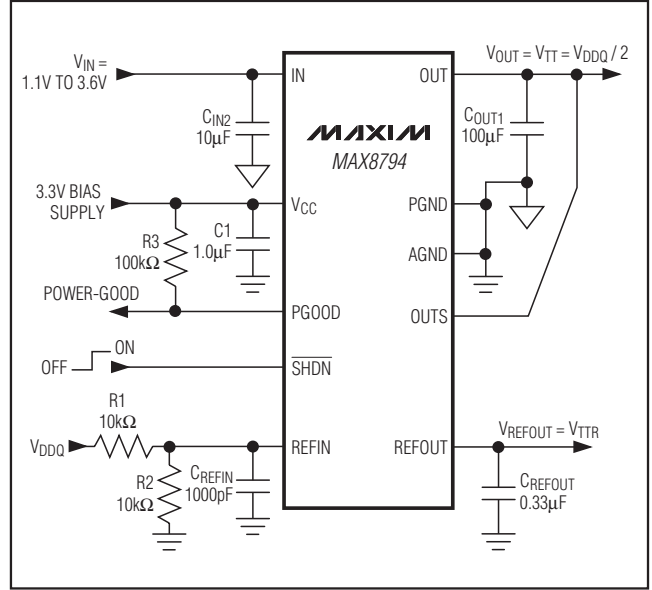 VIN =
1.1V TO 3.6V
IN
OUT
VOUT = VTT = VDDQ / 2
CIN2
10µF
MAXIM
MAX8794
COUT1
100µF
3.3V BIAS
SUPPLY
VCC
PGND
R3
100kΩ
C1
1.0µF
AGND
POWER-GOOD
PGOOD
OUTS
OFF
ON
SHDN
R1
10kΩ
VDDQ
REFIN
REFOUT
VREFOUT = VTTR
R2
10kΩ
CREFIN
1000pF
CREFOUT
0.33µF